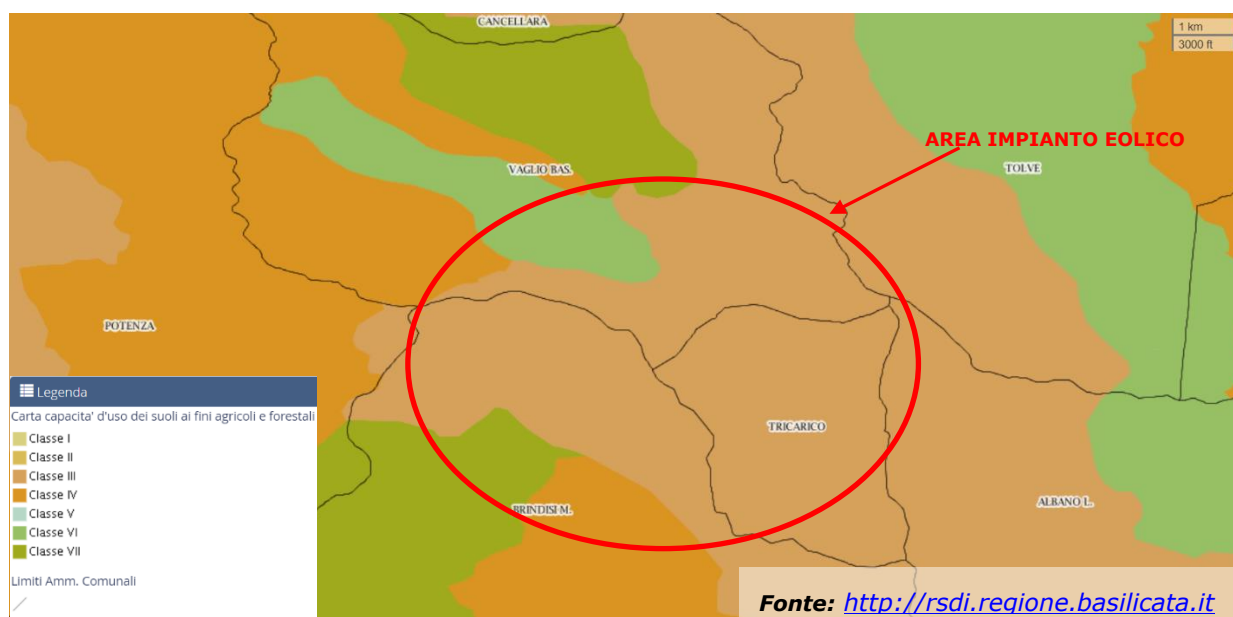 CANCELLARA
1 km
3000 ft
AREA IMPIANTO EOLICO
VAGLIO BAS.
TOLVE
POTENZA
Legenda
Carta capacita' d'uso dei suoli ai fini agricoli e forestali
Classe I
Classe II
Classe III
Classe IV
Classe V
Classe VI
Classe VII
Limiti Amm. Comunali
TRICARICO
BRINDISI M.
ALBANO L.
Fonte: http://rsdi.regione.basilicata.it